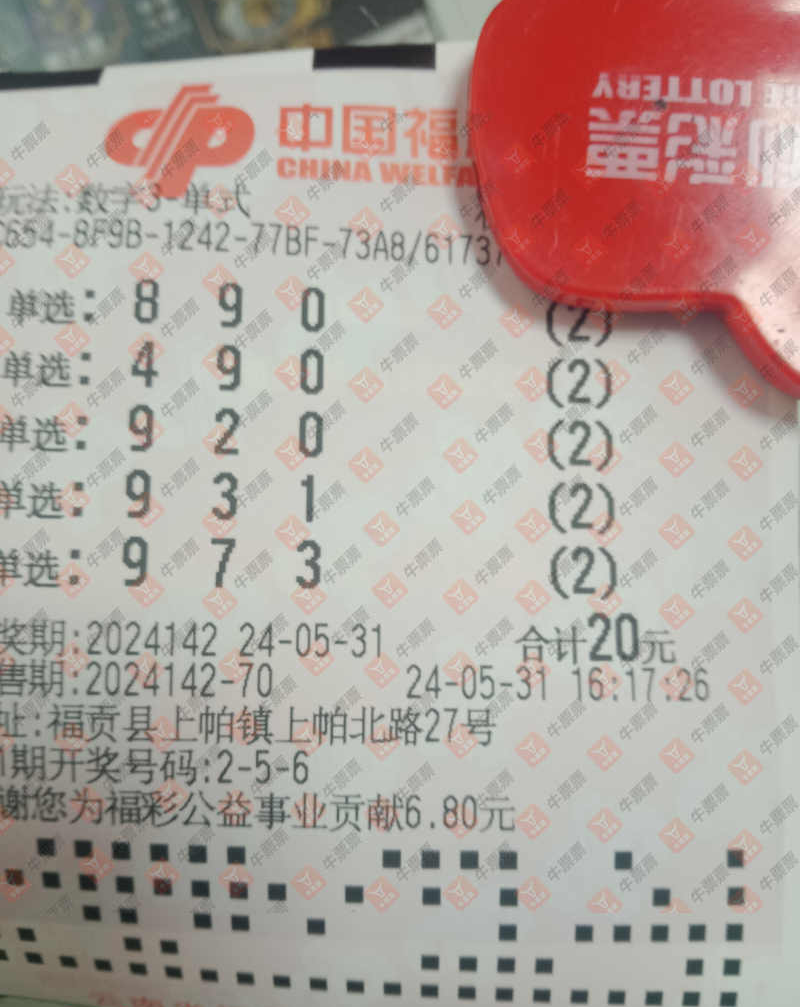 中国福
CHINA WELFA
玩法:数字3-单式
C654-8F9B-1242-77BF-73A8/61737
单选: 8 9 0 (2)
单选: 4 9 0 (2)
单选: 9 2 0 (2)
单选: 9 3 1 (2)
单选: 9 7 3 (2)
奖期:2024142 24-05-31 合计20元
售期:2024142-70 24-05-31 16:17:26
址:福贡县上帕镇上帕北路27号
1期开奖号码:2-5-6
谢您为福彩公益事业贡献6.80元
彩票
LOTTERY
牛票票